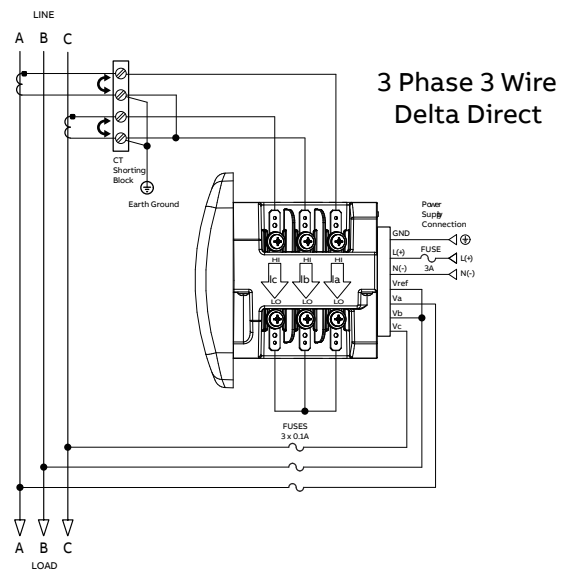 LINE
A B C
3 Phase 3 Wire
Delta Direct
CT
Shorting
Block
Earth Ground
Power
Supply
Connection
GND
L(+)
FUSE
L(+)
N(-)
3A
N(-)
Vref
Va
Vb
Vc
HI HI HI
Ic Ib Ia
LO LO LO
FUSES
3 x 0.1A
A B C
LOAD